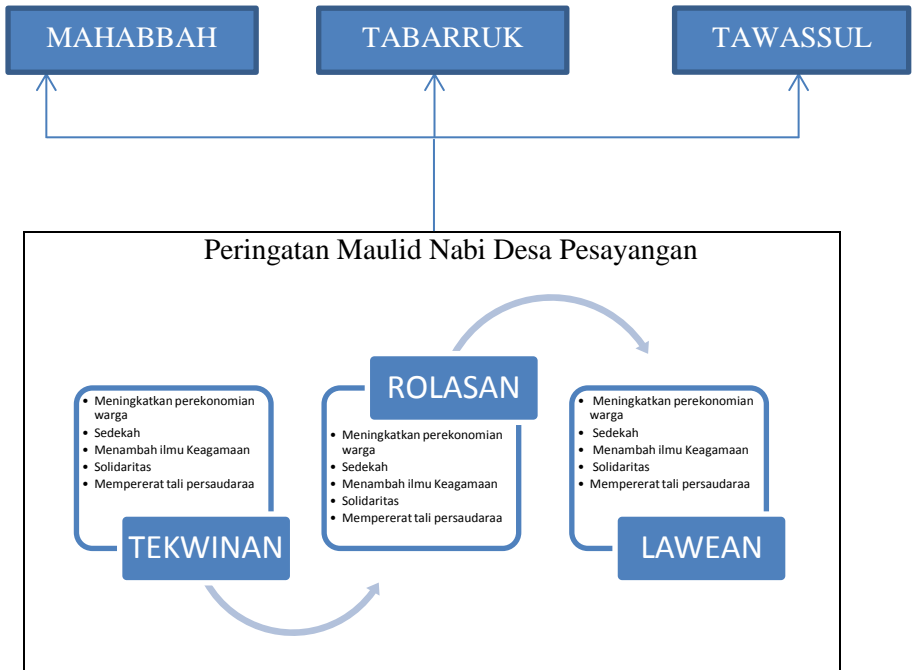 MAHABBAH
TABARRUK
TAWASSUL
Peringatan Maulid Nabi Desa Pesayangan
• Meningkatkan perekonomian
warga
• Sedekah
• Menambah ilmu Keagamaan
• Solidaritas
• Mempererat tali persaudaraa
TEKWINAN
ROLASAN
• Meningkatkan perekonomian
warga
• Sedekah
• Menambah ilmu Keagamaan
• Solidaritas
• Mempererat tali persaudaraa
• Meningkatkan perekonomian
warga
• Sedekah
• Menambah ilmu Keagamaan
• Solidaritas
• Mempererat tali persaudaraa
LAWEAN